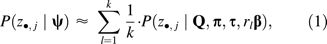 P(z•,j | ψ) ≈ ∑_{l=1}^{k} 1/k · P(z•,j | Q, π, τ, r_l β), (1)